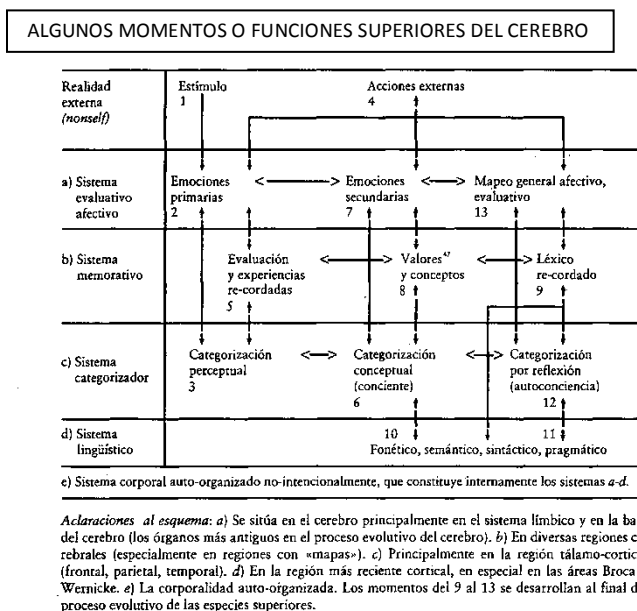 ALGUNOS MOMENTOS O FUNCIONES SUPERIORES DEL CEREBRO
Realidad externa (nonself)
Estímulo
1
Acciones externas
4
a) Sistema evaluativo afectivo
Emociones primarias
2
Emociones secundarias
7
Mapeo general afectivo, evaluativo
13
b) Sistema memorativo
Evaluación y experiencias re-cordadas
5
Valores⁴⁷ y conceptos
8
Léxico re-cordado
9
c) Sistema categorizador
Categorización perceptual
3
Categorización conceptual (conciente)
6
Categorización por reflexión (autoconciencia)
12
d) Sistema lingüístico
10
11
Fonético, semántico, sintáctico, pragmático
e) Sistema corporal auto-organizado no-intencionalmente, que constituye internamente los sistemas a-d.
Aclaraciones al esquema: a) Se sitúa en el cerebro principalmente en el sistema límbico y en la ba
del cerebro (los órganos más antiguos en el proceso evolutivo del cerebro). b) En diversas regiones c
rebrales (especialmente en regiones con «mapas»). c) Principalmente en la región tálamo-cortic
(frontal, parietal, temporal). d) En la región más reciente cortical, en especial en las áreas Broca
Wernicke. e) La corporalidad auto-organizada. Los momentos del 9 al 13 se desarrollan al final d
proceso evolutivo de las especies superiores.